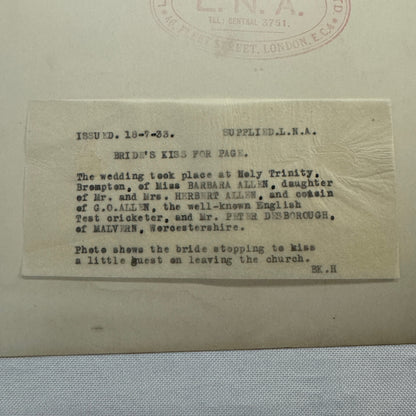 L.N.A.
TEL: CENTRAL 3751.
46, FLEET STREET, LONDON, E.C.4.
ISSUED. 18-7-33. SUPPLIED.L.N.A.
BRIDE'S KISS FOR PAGE.
The wedding took place at Holy Trinity,
Brompton, of Miss BARBARA ALLEN, daughter
of Mr. and Mrs. HERBERT ALLEN, and cousin
of G.O.ALLEN, the well-known English
Test cricketer, and Mr. PETER DESBOROUGH,
of MALVERN, Worcestershire.
Photo shows the bride stopping to kiss
a little guest on leaving the church.
BK.H